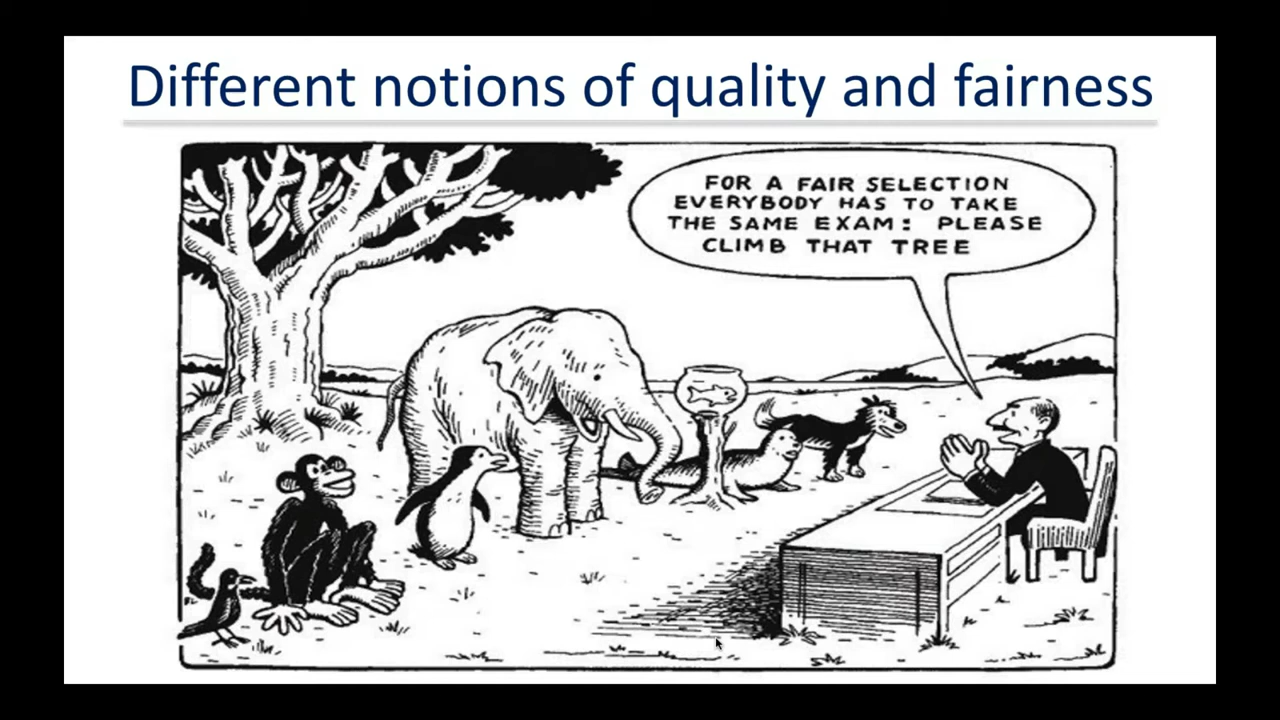 Different notions of quality and fairness
FOR A FAIR SELECTION
EVERYBODY HAS TO TAKE
THE SAME EXAM: PLEASE
CLIMB THAT TREE